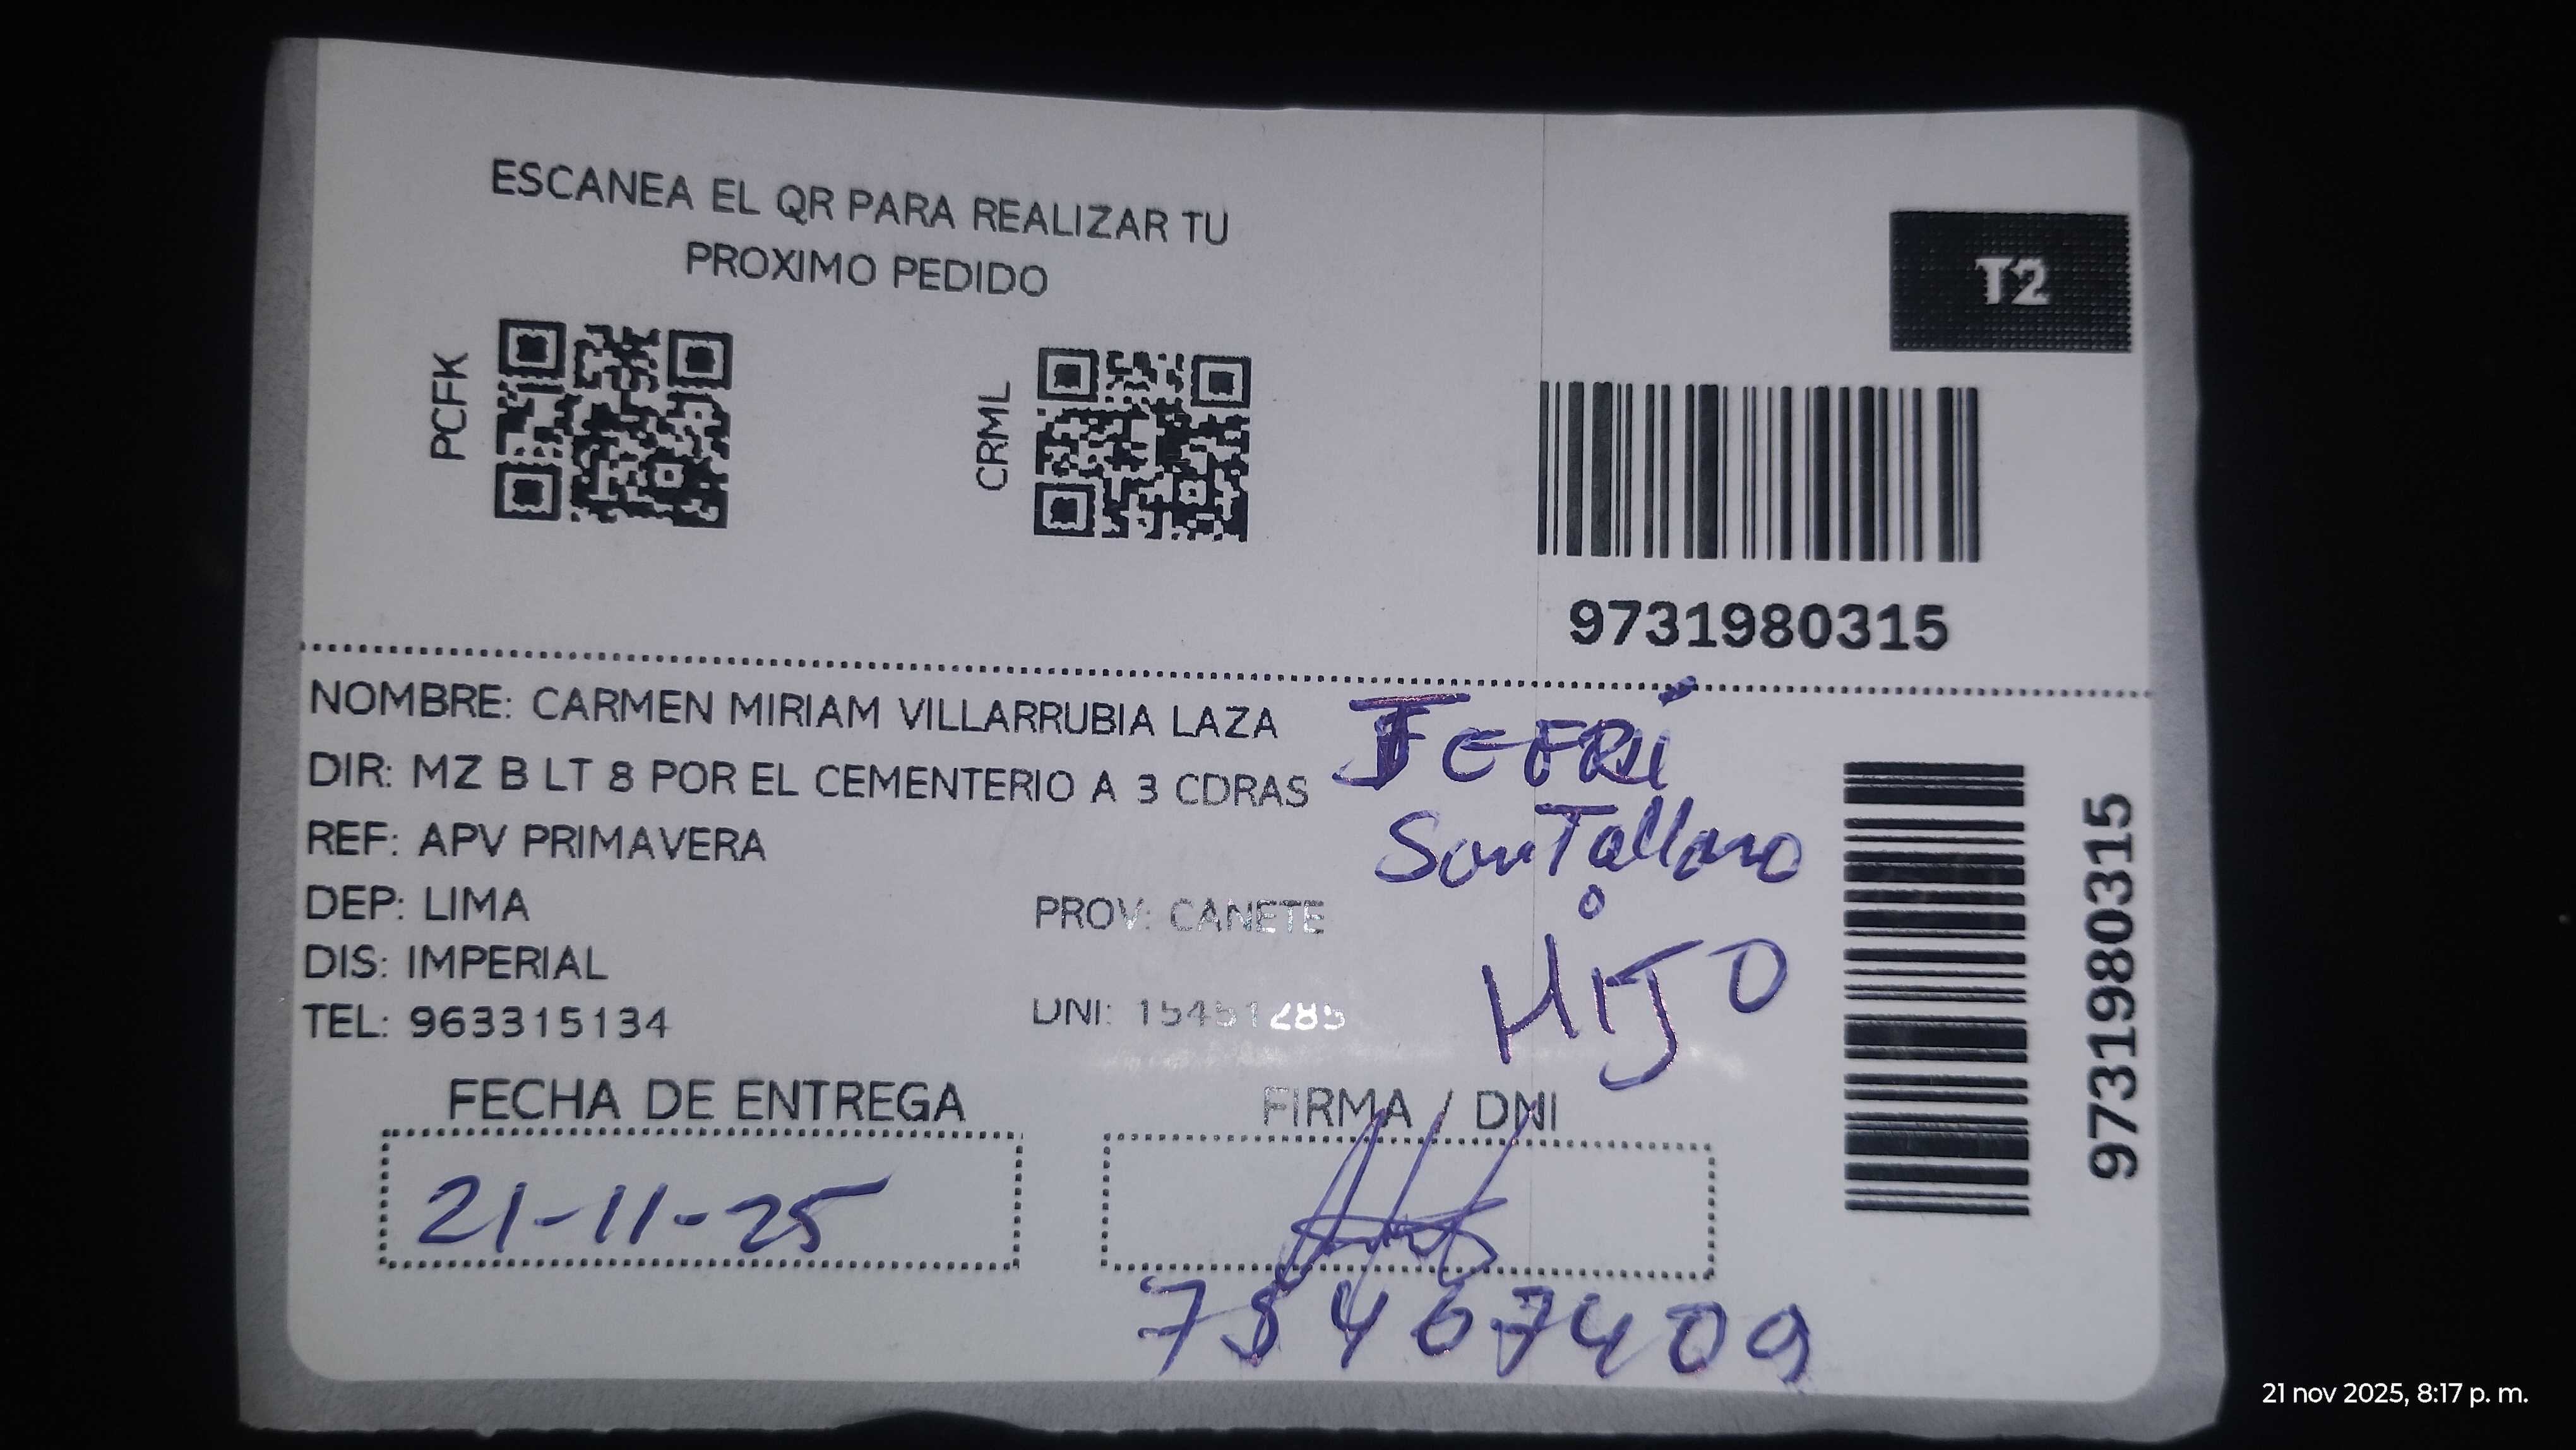 ESCANEA EL QR PARA REALIZAR TU
PROXIMO PEDIDO
T2
PCFK
CRML
9731980315
NOMBRE: CARMEN MIRIAM VILLARRUBIA LAZA
JEFRI
DIR: MZ B LT 8 POR EL CEMENTERIO A 3 CDRAS
REF: APV PRIMAVERA
DEP: LIMA
PROV: CANETE
HIJO
DIS: IMPERIAL
TEL: 963315134
DNI: 15451285
9731980315
FECHA DE ENTREGA
FIRMA / DNI
21-11-25
21 nov 2025, 8:17 p. m.